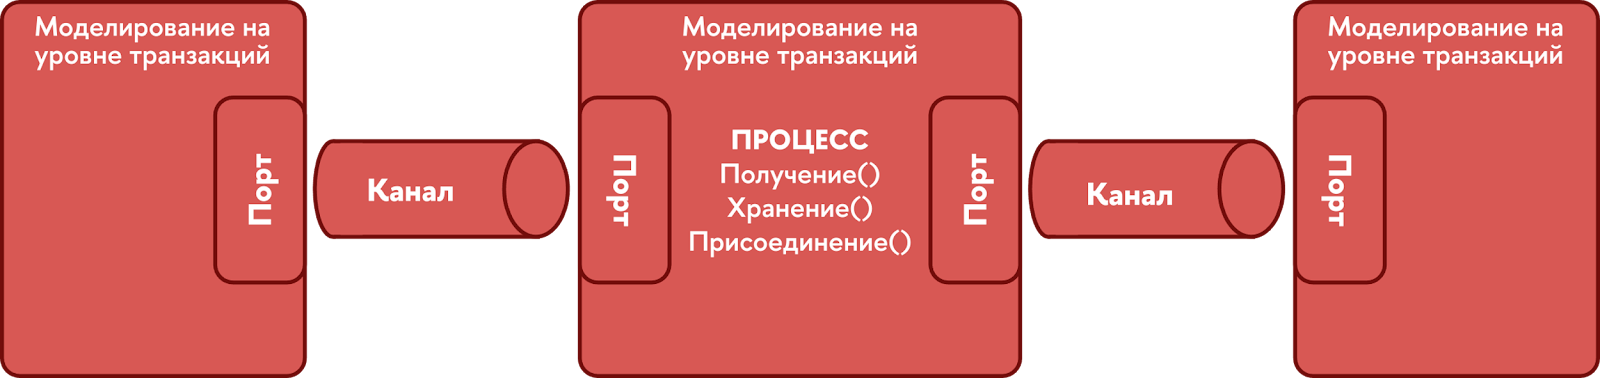 Моделирование на
уровне транзакций
Порт
Канал
Моделирование на
уровне транзакций
Порт
ПРОЦЕСС
Получение()
Хранение()
Присоединение()
Порт
Канал
Моделирование на
уровне транзакций
Порт